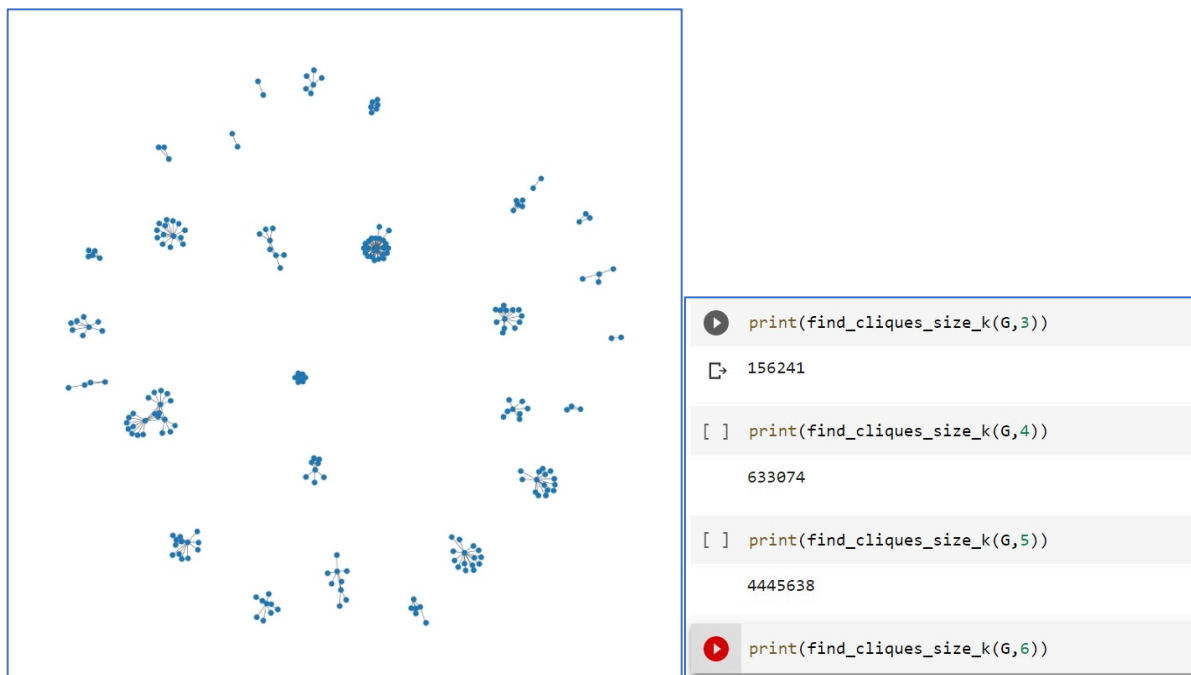 print(find_cliques_size_k(G,3))
156241
[ ] print(find_cliques_size_k(G,4))
633074
[ ] print(find_cliques_size_k(G,5))
4445638
print(find_cliques_size_k(G,6))